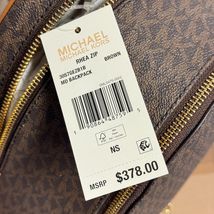 MICHAEL
MICHAEL KORS
RHEA ZIP
BROWN
MD BACKPACK
NS
MSRP $378.00